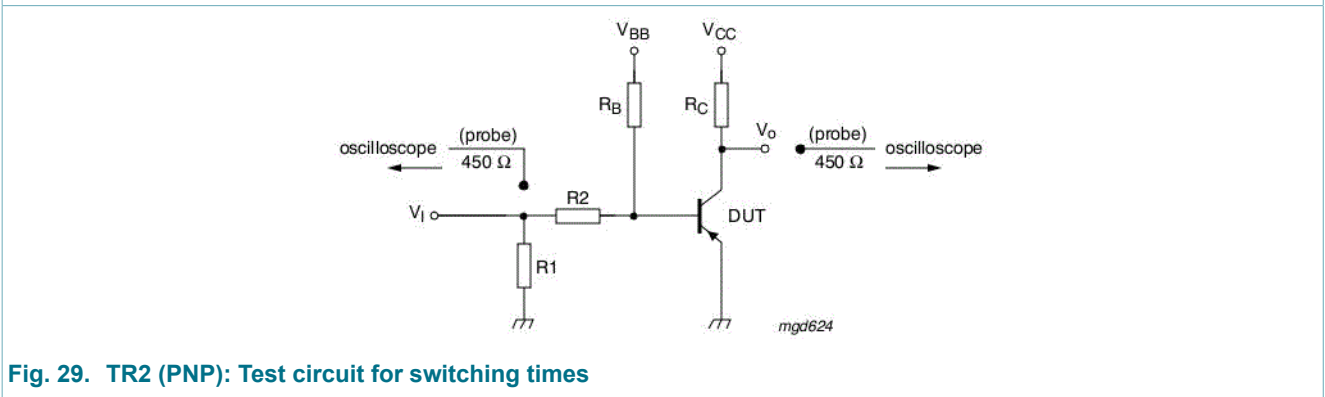 VBB VCC
RB RC
Vo
(probe) (probe)
oscilloscope oscilloscope
450 Ω 450 Ω
R2
VI DUT
R1
mgd624
Fig. 29. TR2 (PNP): Test circuit for switching times